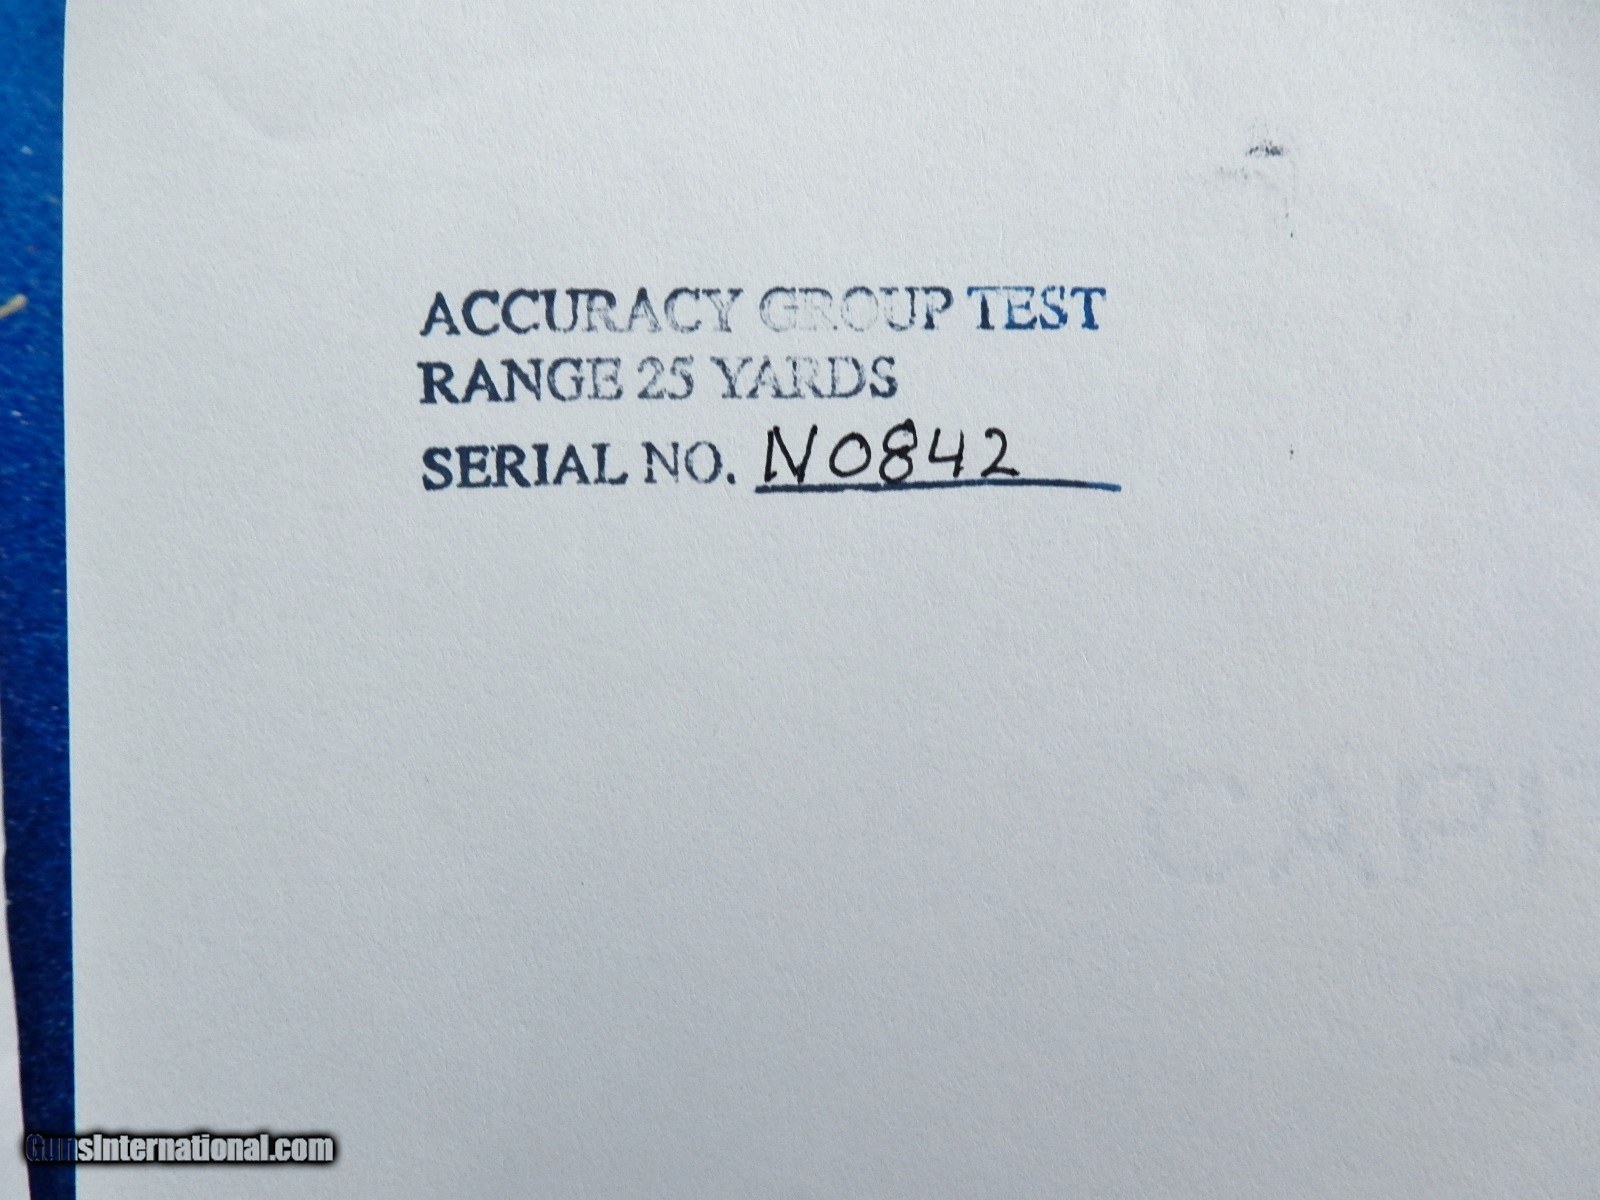 ACCURACY GROUP TEST
RANGE 25 YARDS
SERIAL NO. N0842
GunsInternational.com